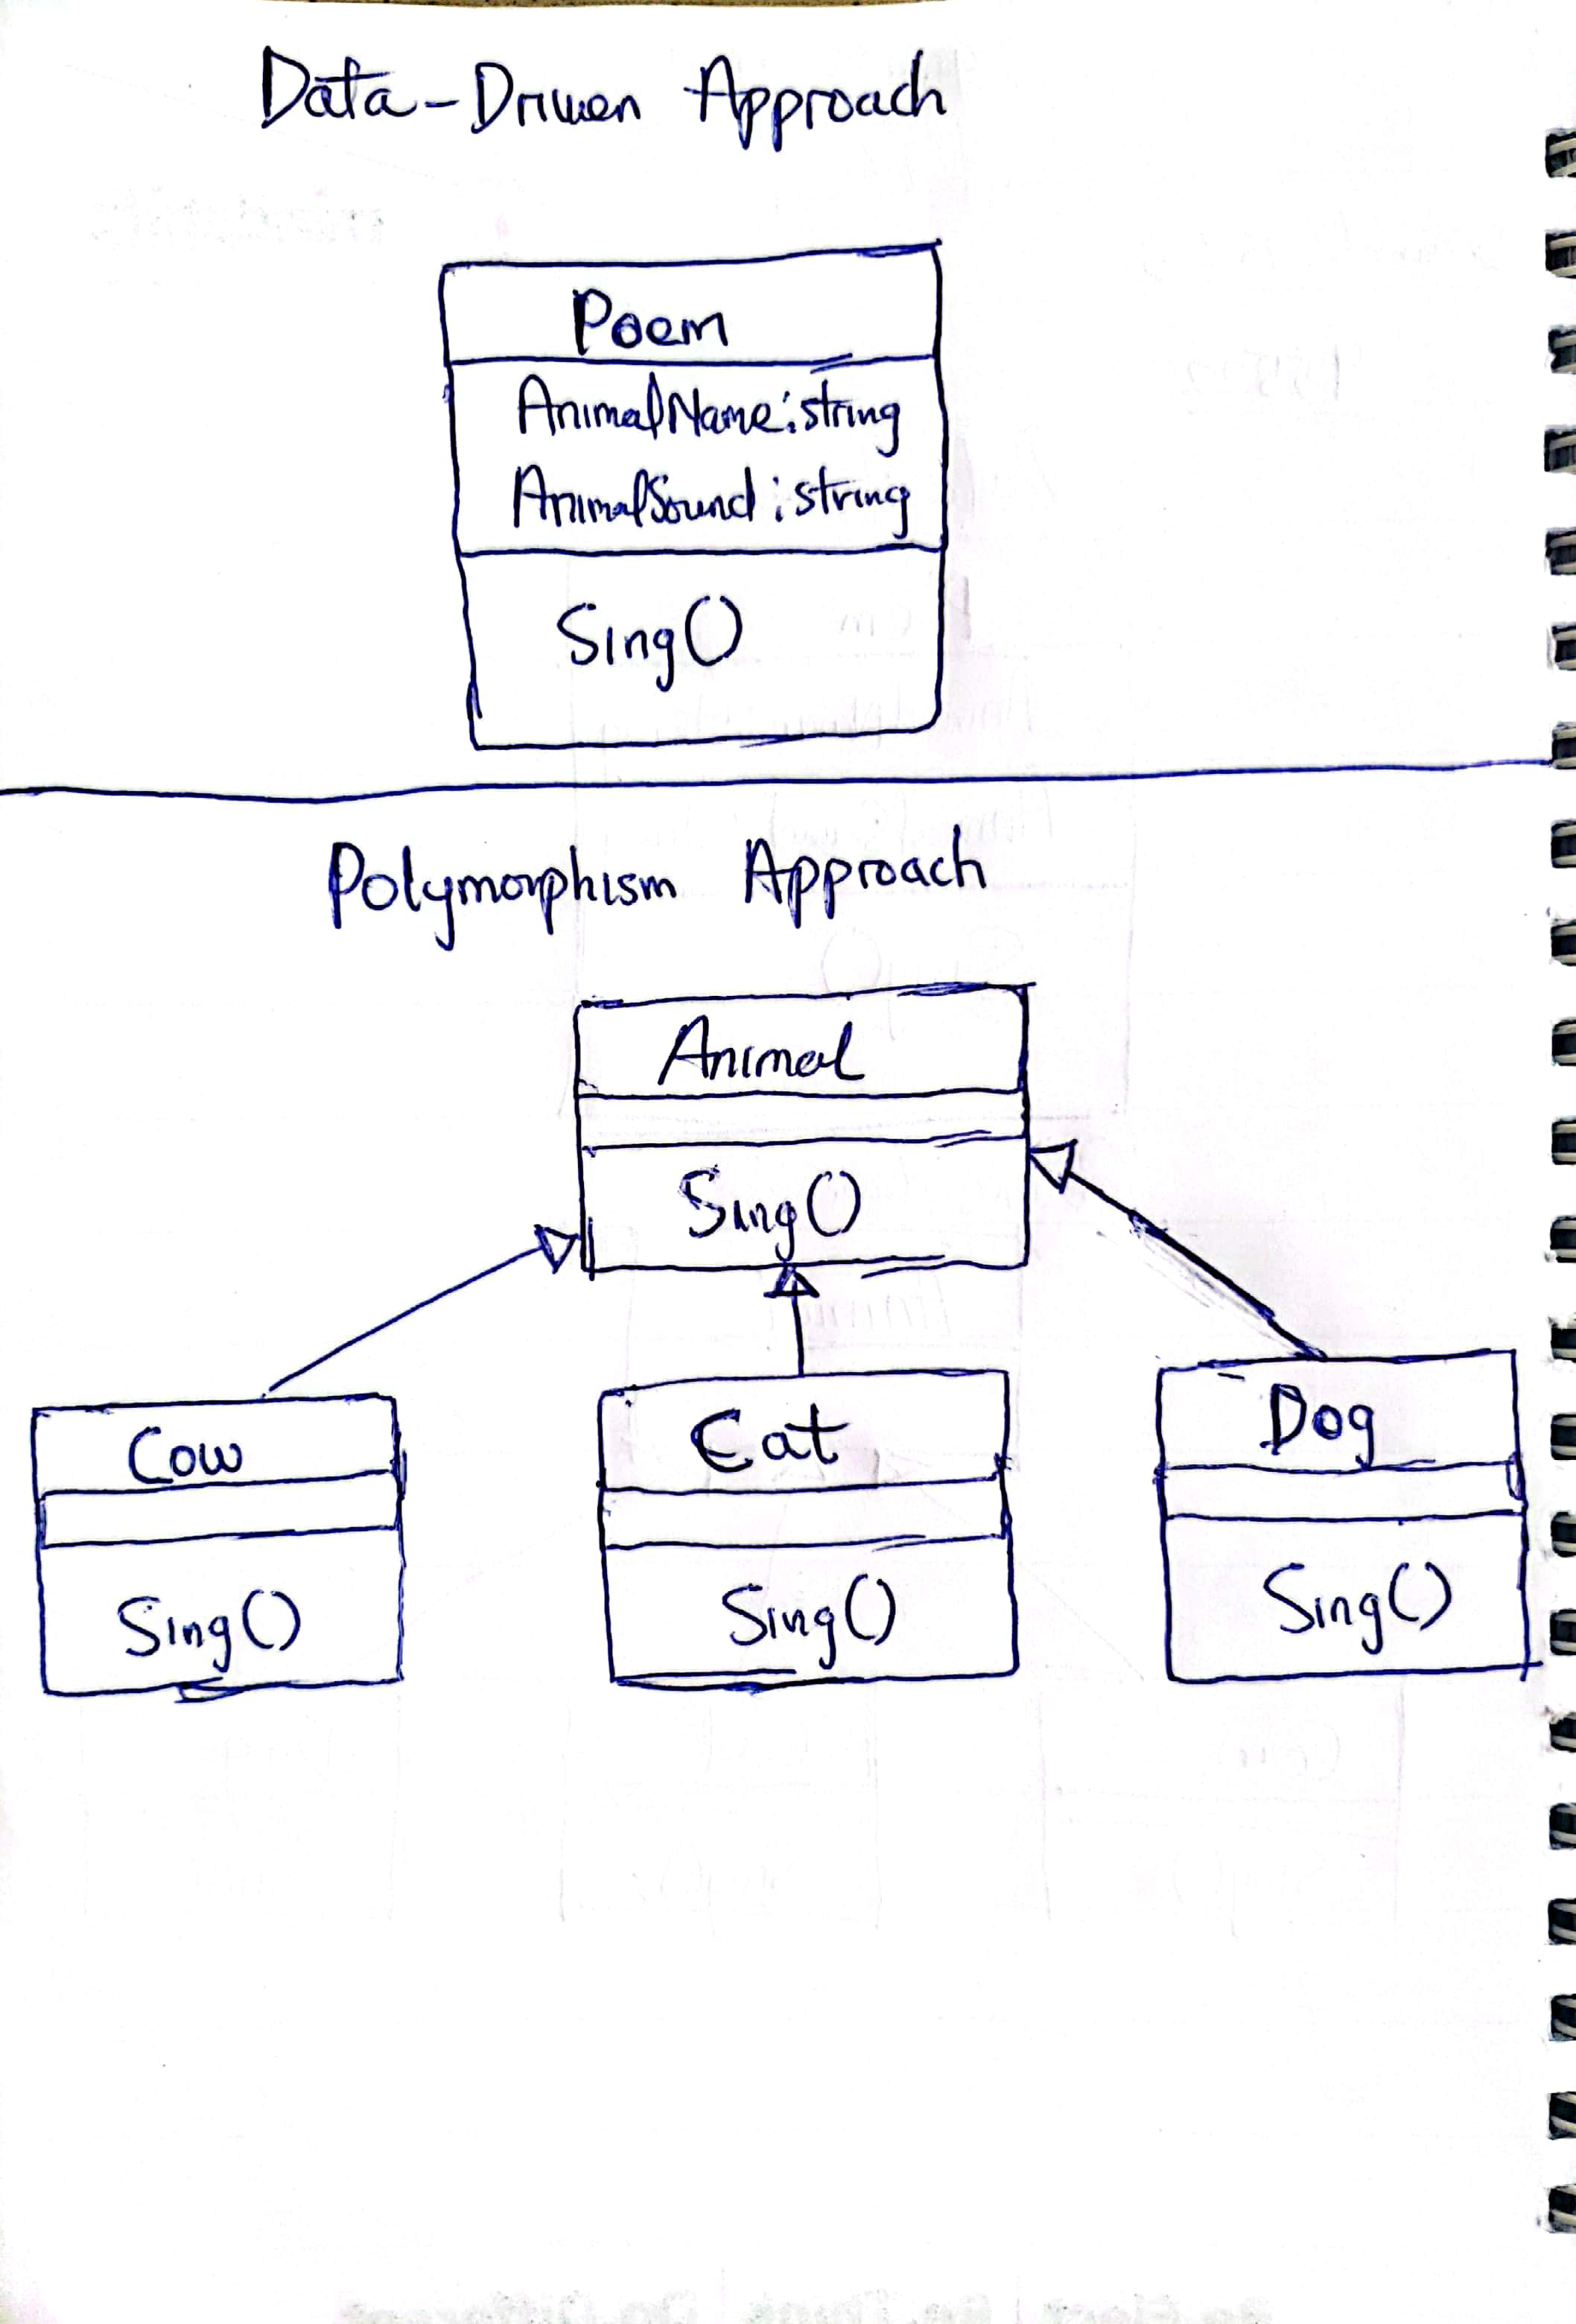 Data-Driven Approach
Poem
AnimalName:string
AnimalSound:string
Sing()
Polymorphism Approach
Animal
Sing()
Cow
Sing()
Cat
Sing()
Dog
Sing()